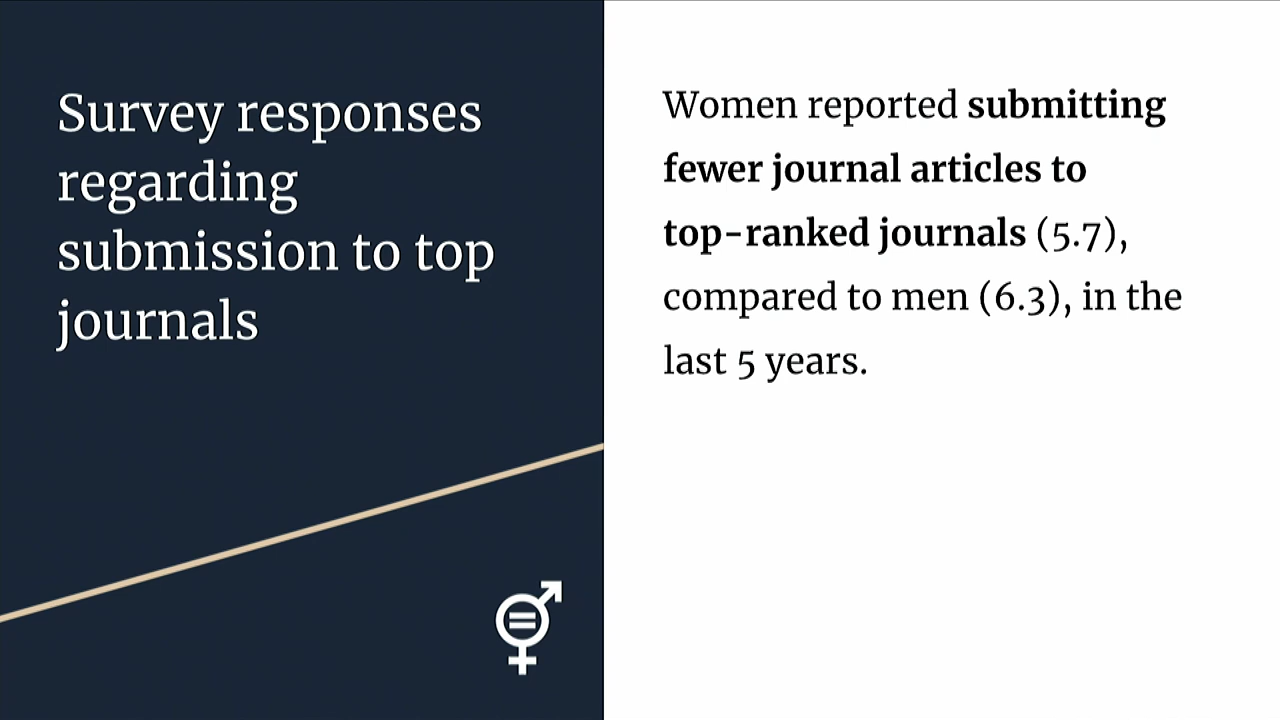 Survey responses
regarding
submission to top
journals
Women reported submitting
fewer journal articles to
top-ranked journals (5.7),
compared to men (6.3), in the
last 5 years.